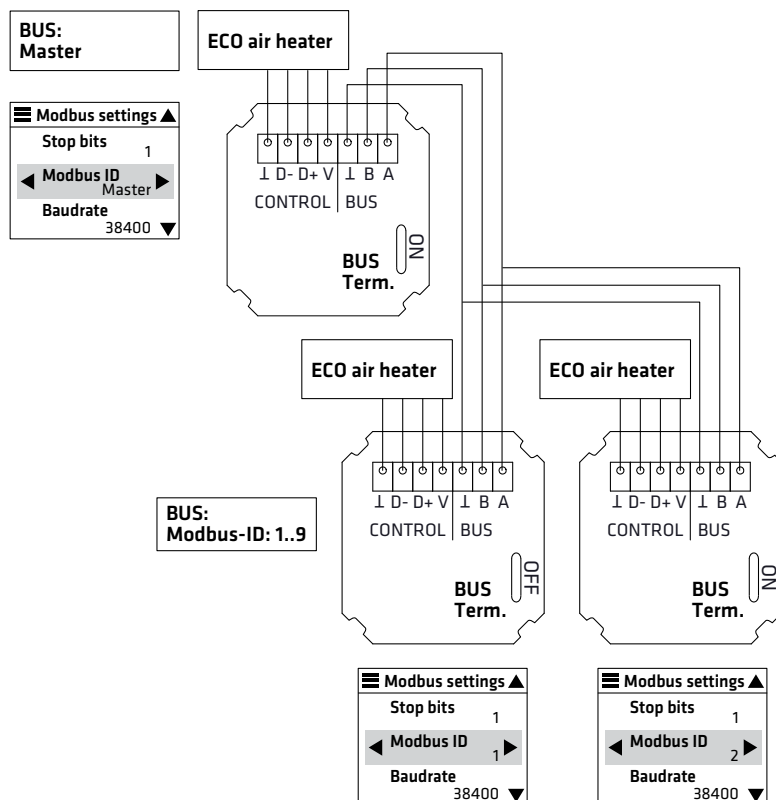 BUS:
Master
ECO air heater
Modbus settings
Stop bits
1
Modbus ID
Master
Baudrate
38400
⊥ D- D+ V ⊥ B A
CONTROL BUS
BUS
Term.
ON
ECO air heater
ECO air heater
BUS:
Modbus-ID: 1..9
⊥ D- D+ V ⊥ B A
CONTROL BUS
BUS
Term.
OFF
⊥ D- D+ V ⊥ B A
CONTROL BUS
BUS
Term.
ON
Modbus settings
Stop bits
1
Modbus ID
1
Baudrate
38400
Modbus settings
Stop bits
1
Modbus ID
2
Baudrate
38400